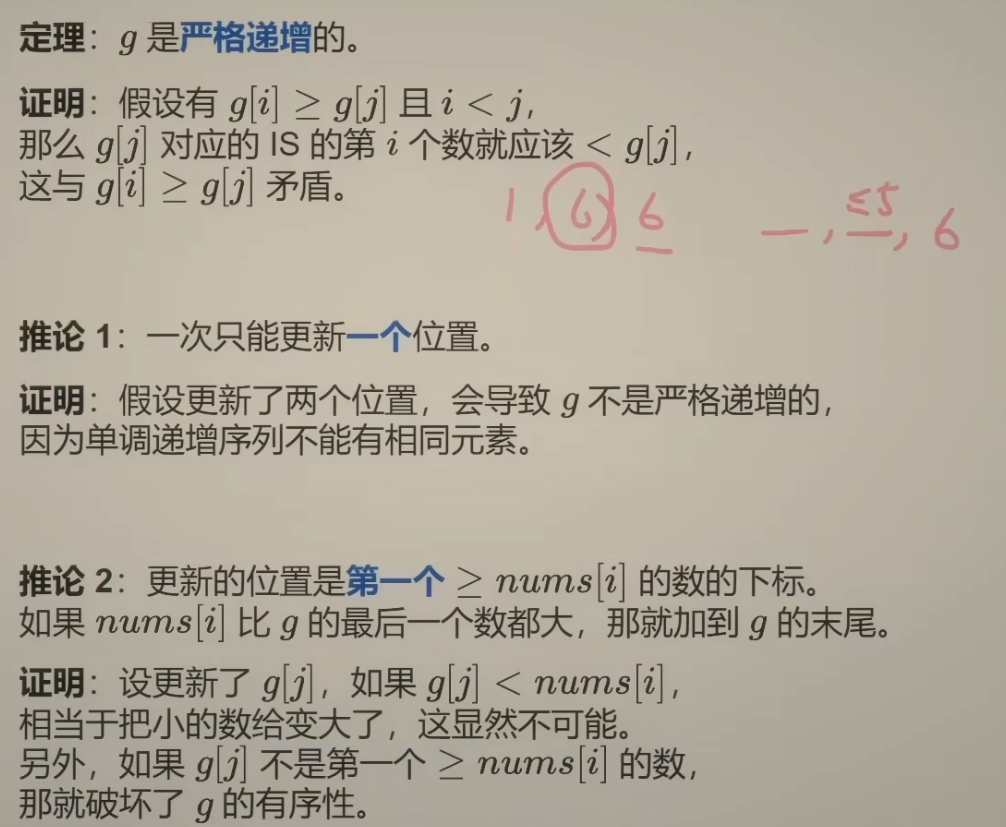 定理：g 是严格递增的。
证明：假设有 g[i] ≥ g[j] 且 i < j，
那么 g[j] 对应的 IS 的第 i 个数就应该 < g[j]，
这与 g[i] ≥ g[j] 矛盾。
1, 6, 6
_, ≤5, 6
推论 1：一次只能更新一个位置。
证明：假设更新了两个位置，会导致 g 不是严格递增的，
因为单调递增序列不能有相同元素。
推论 2：更新的位置是第一个 ≥ nums[i] 的数的下标。
如果 nums[i] 比 g 的最后一个数都大，那就加到 g 的末尾。
证明：设更新了 g[j]，如果 g[j] < nums[i]，
相当于把小的数给变大了，这显然不可能。
另外，如果 g[j] 不是第一个 ≥ nums[i] 的数，
那就破坏了 g 的有序性。